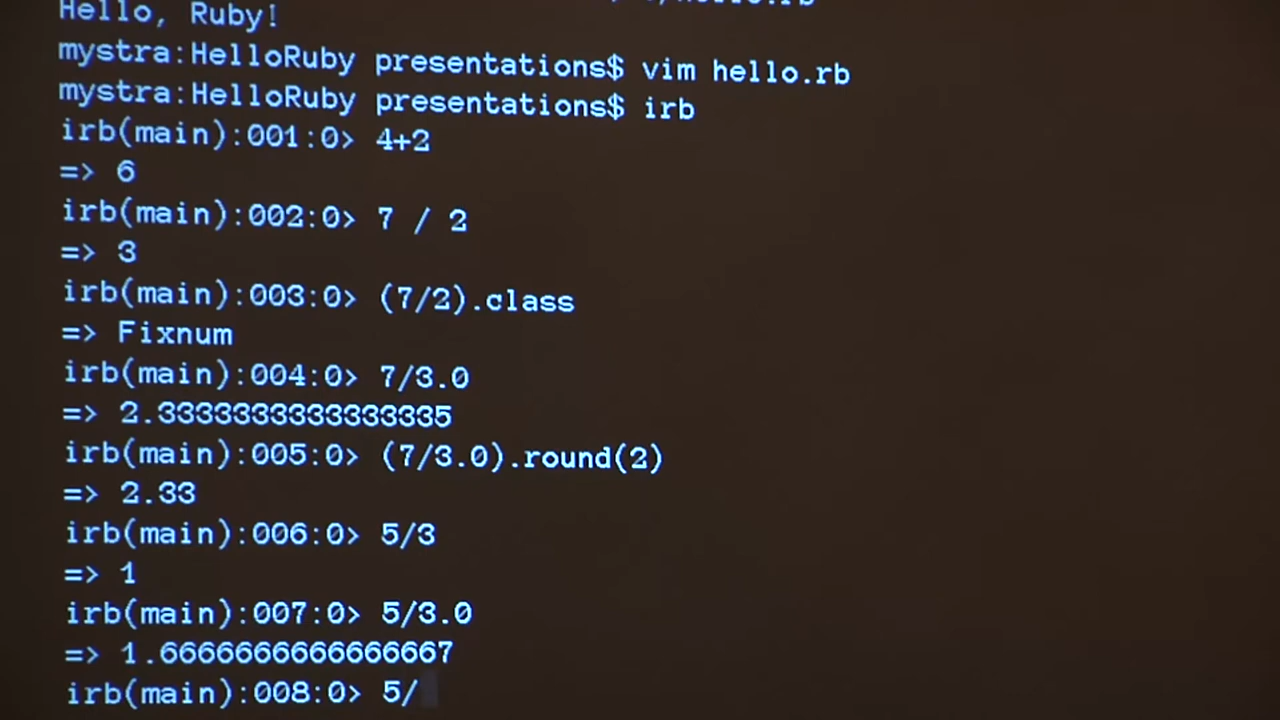 Hello, Ruby!
mystra:HelloRuby presentations$ vim hello.rb
mystra:HelloRuby presentations$ irb
irb(main):001:0> 4+2
=> 6
irb(main):002:0> 7 / 2
=> 3
irb(main):003:0> (7/2).class
=> Fixnum
irb(main):004:0> 7/3.0
=> 2.3333333333333335
irb(main):005:0> (7/3.0).round(2)
=> 2.33
irb(main):006:0> 5/3
=> 1
irb(main):007:0> 5/3.0
=> 1.6666666666666667
irb(main):008:0> 5/